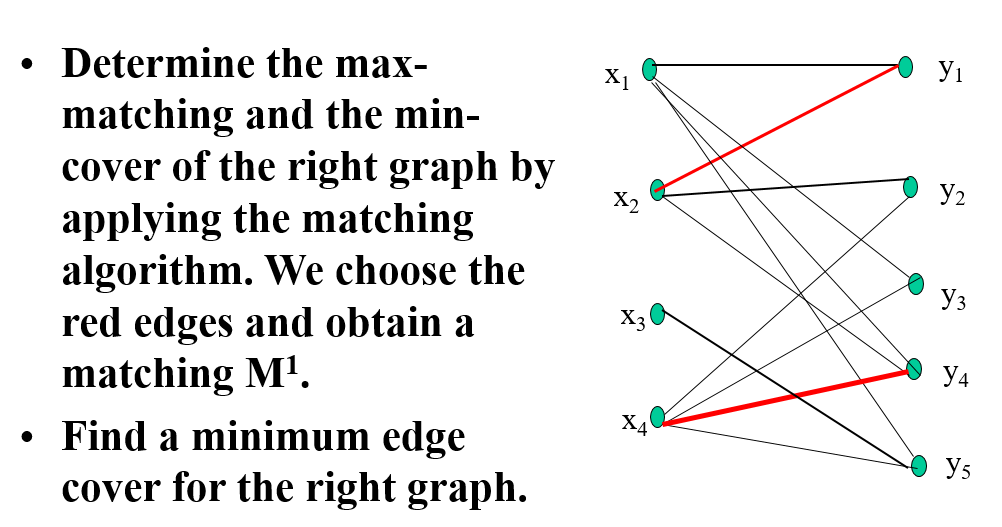 • Determine the max-
matching and the min-
cover of the right graph by
applying the matching
algorithm. We choose the
red edges and obtain a
matching M¹.
• Find a minimum edge
cover for the right graph.
x₁ y₁
x₂ y₂
x₃ y₃
x₄ y₄
y₅